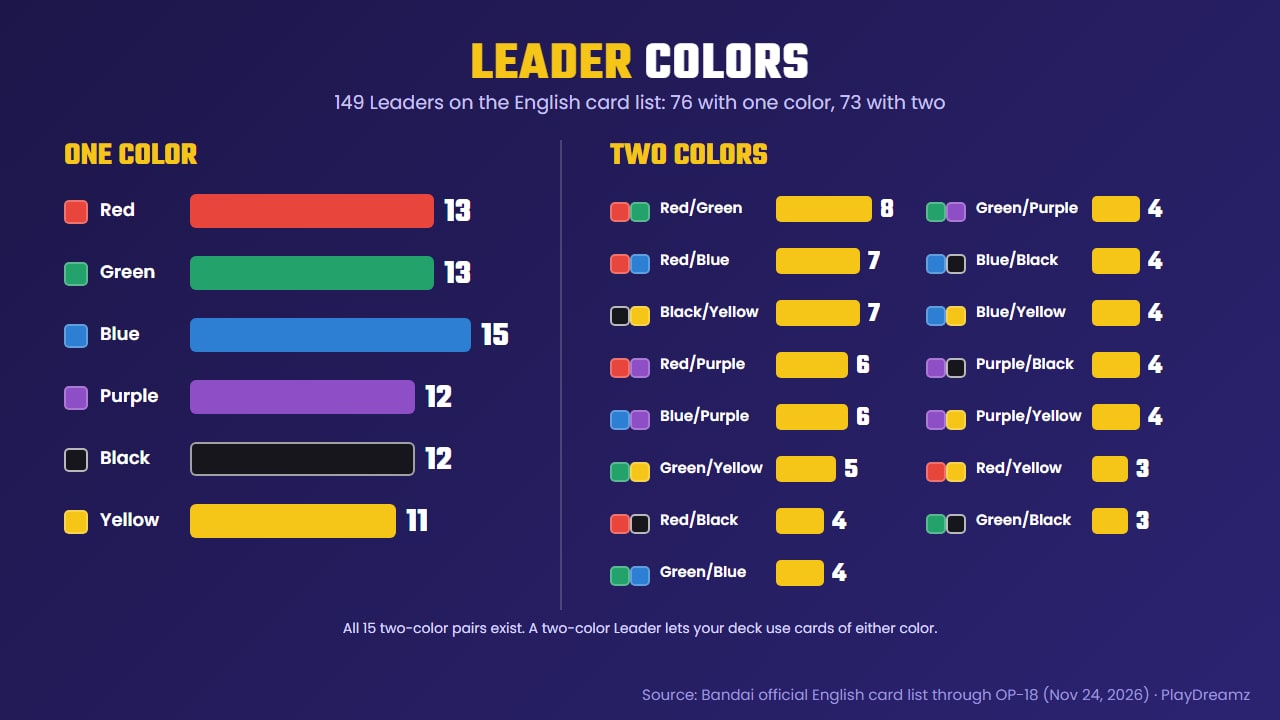 LEADER COLORS
149 Leaders on the English card list: 76 with one color, 73 with two
ONE COLOR
Red 13
Green 13
Blue 15
Purple 12
Black 12
Yellow 11
TWO COLORS
Red/Green 8
Red/Blue 7
Black/Yellow 7
Red/Purple 6
Blue/Purple 6
Green/Yellow 5
Red/Black 4
Green/Blue 4
Green/Purple 4
Blue/Black 4
Blue/Yellow 4
Purple/Black 4
Purple/Yellow 4
Red/Yellow 3
Green/Black 3
All 15 two-color pairs exist. A two-color Leader lets your deck use cards of either color.
Source: Bandai official English card list through OP-18 (Nov 24, 2026) · PlayDreamz